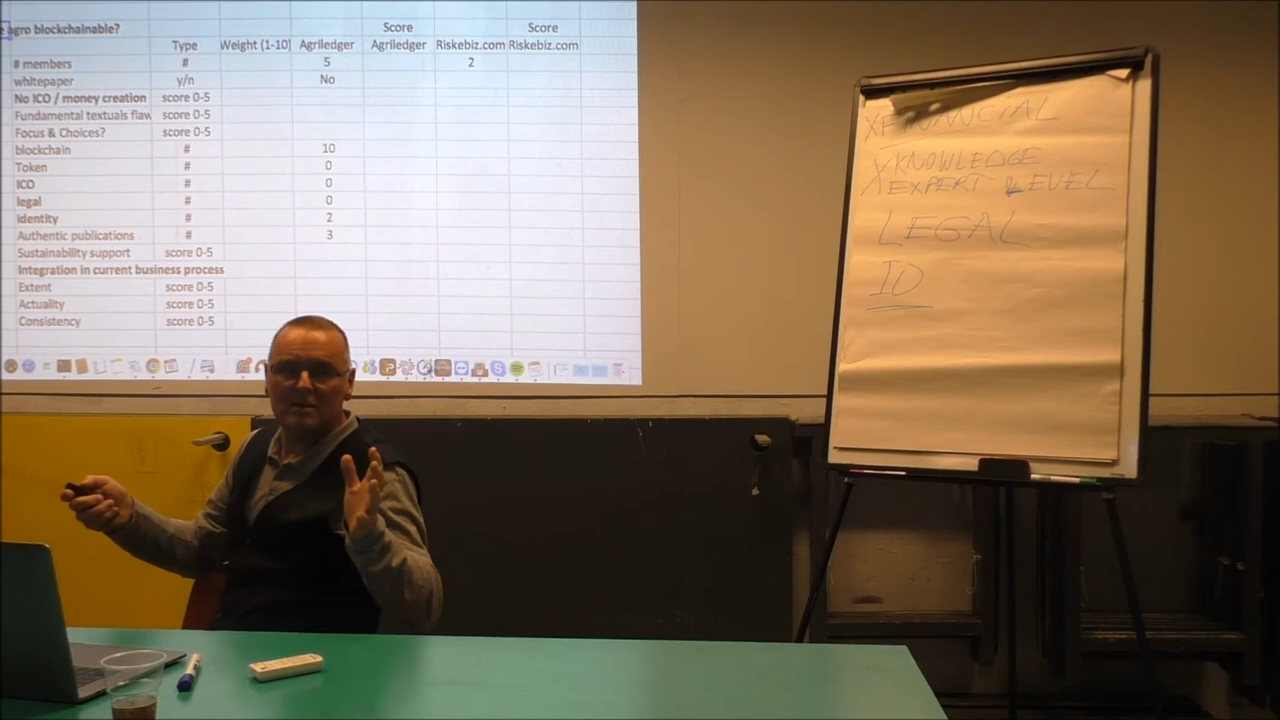 agro blockchainable? Score Score
Type Weight (1-10) Agriledger Agriledger Riskebiz.com Riskebiz.com
# members # 5 2
whitepaper y/n No
No ICO / money creation score 0-5
Fundamental textuals flaw score 0-5
Focus & Choices? score 0-5
blockchain # 10
Token # 0
ICO # 0
legal # 0
Identity # 2
Authentic publications # 3
Sustainability support score 0-5
Integration in current business process
Extent score 0-5
Actuality score 0-5
Consistency score 0-5
XFINANCIAL
XKNOWLEDGE
EXPERT LEVEL
LEGAL
ID